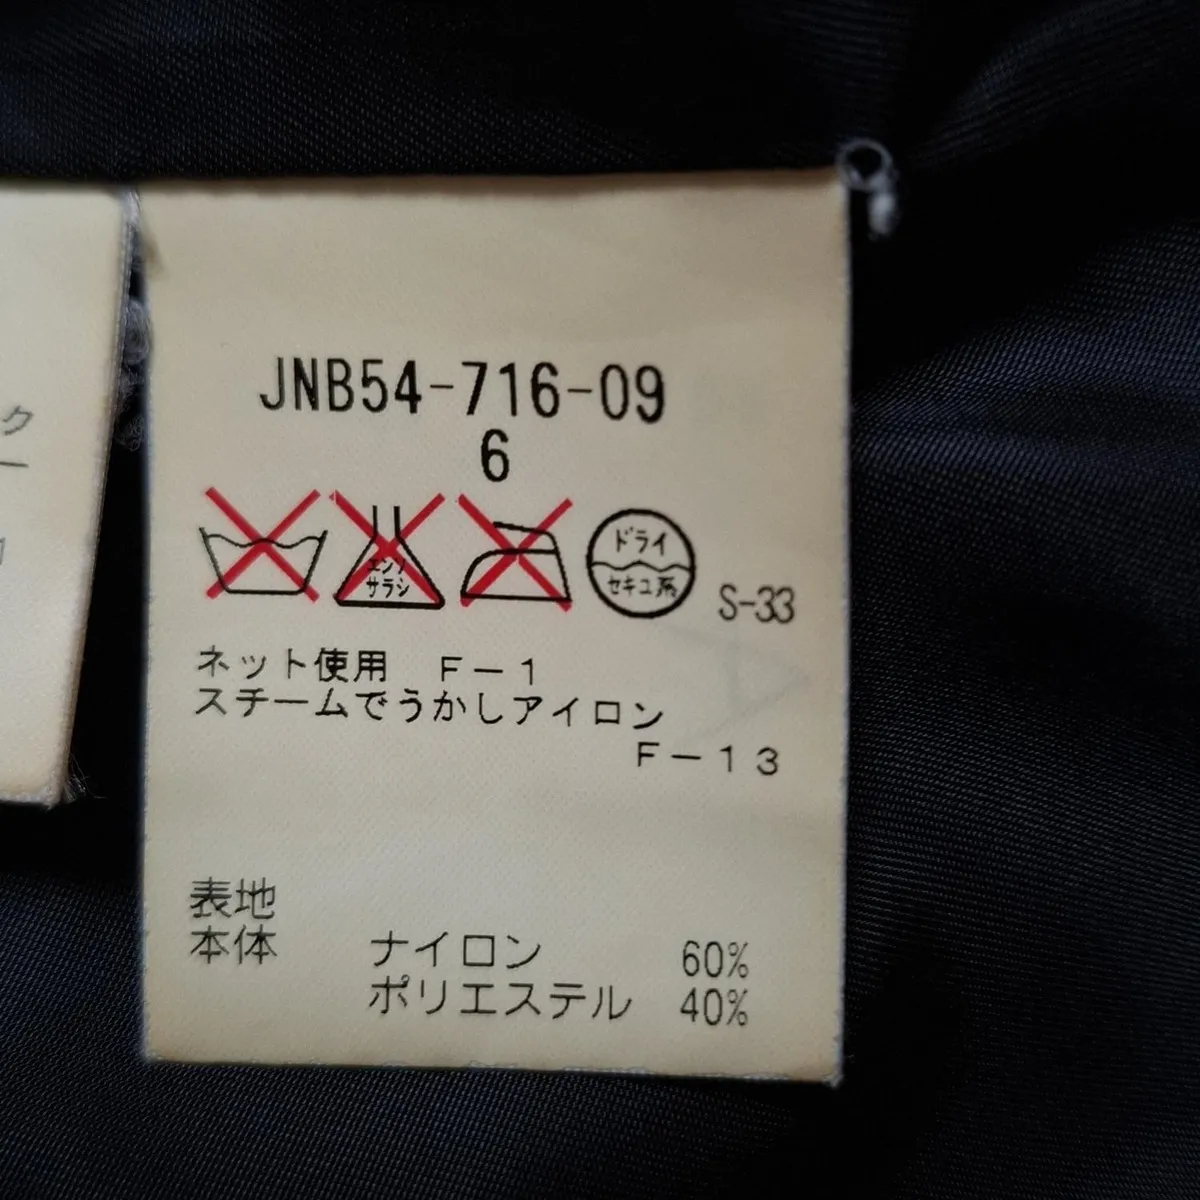 JNB54-716-09
6
エンソ
サラシ
ドライ
セキユ系
S-33
ネット使用 F-1
スチームでうかしアイロン
F-13
表地
本体 ナイロン 60%
ポリエステル 40%
ク
ー